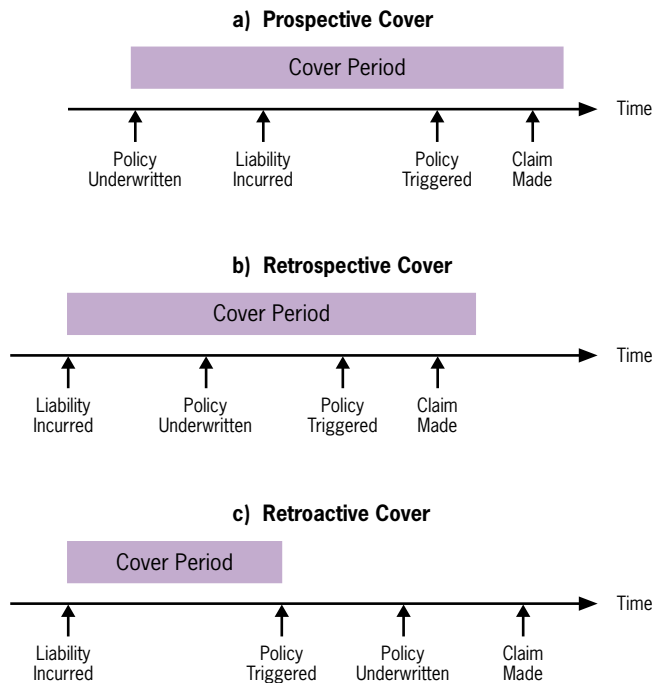 a) Prospective Cover
Cover Period
Time
Policy
Underwritten
Liability
Incurred
Policy
Triggered
Claim
Made
b) Retrospective Cover
Cover Period
Time
Liability
Incurred
Policy
Underwritten
Policy
Triggered
Claim
Made
c) Retroactive Cover
Cover Period
Time
Liability
Incurred
Policy
Triggered
Policy
Underwritten
Claim
Made